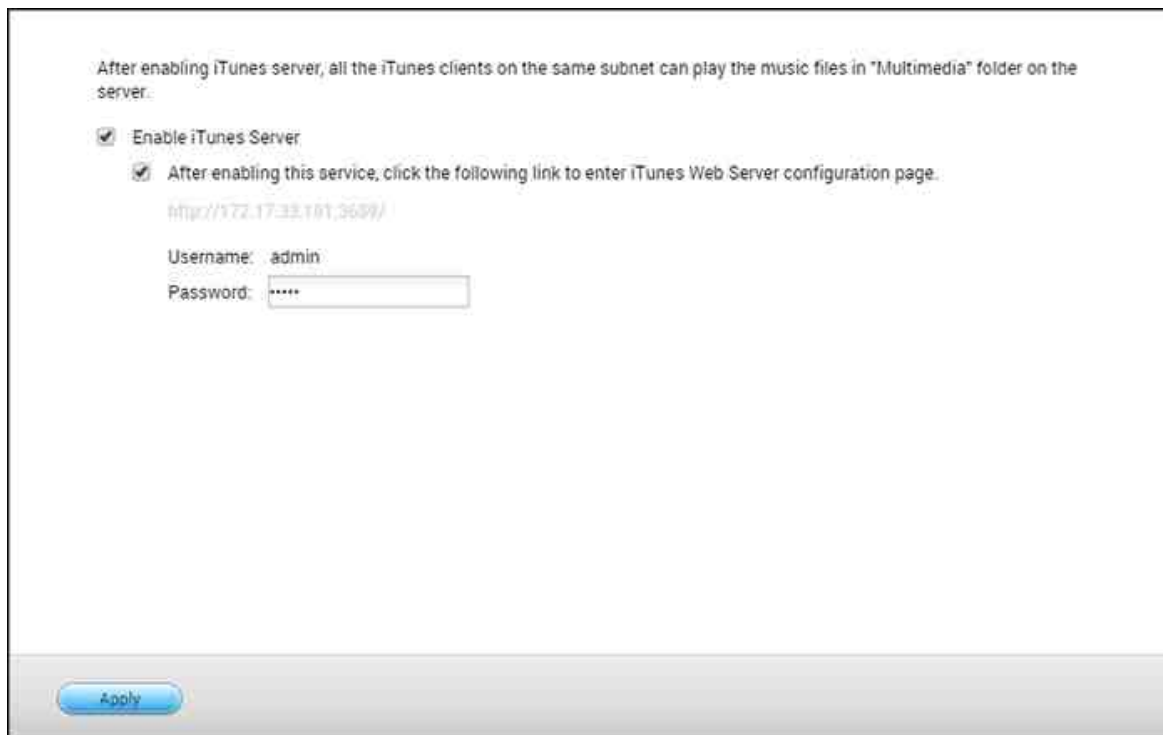 After enabling iTunes server, all the iTunes clients on the same subnet can play the music files in "Multimedia" folder on the
server.
Enable iTunes Server
After enabling this service, click the following link to enter iTunes Web Server configuration page.
Username: admin
Password: •••••
Apply